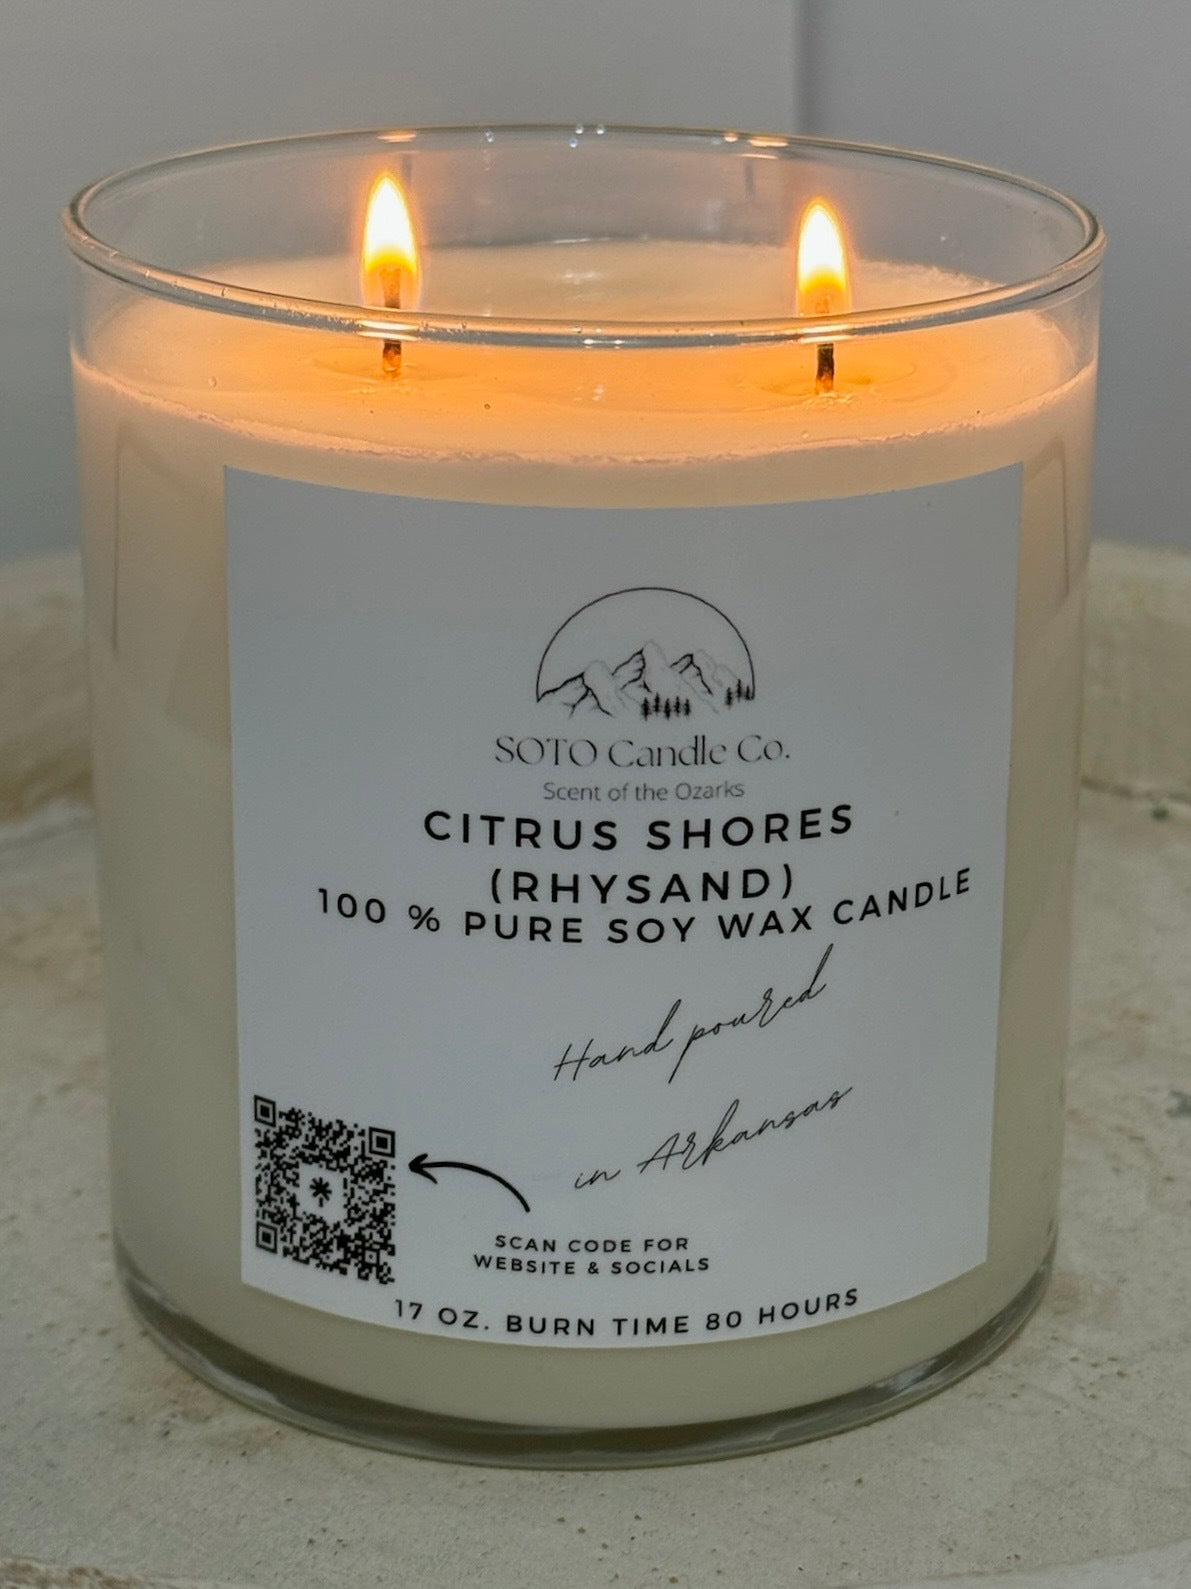 SOTO Candle Co.
Scent of the Ozarks
CITRUS SHORES
(RHYSAND)
100 % PURE SOY WAX CANDLE
Hand poured
in Arkansas
SCAN CODE FOR
WEBSITE & SOCIALS
17 OZ. BURN TIME 80 HOURS